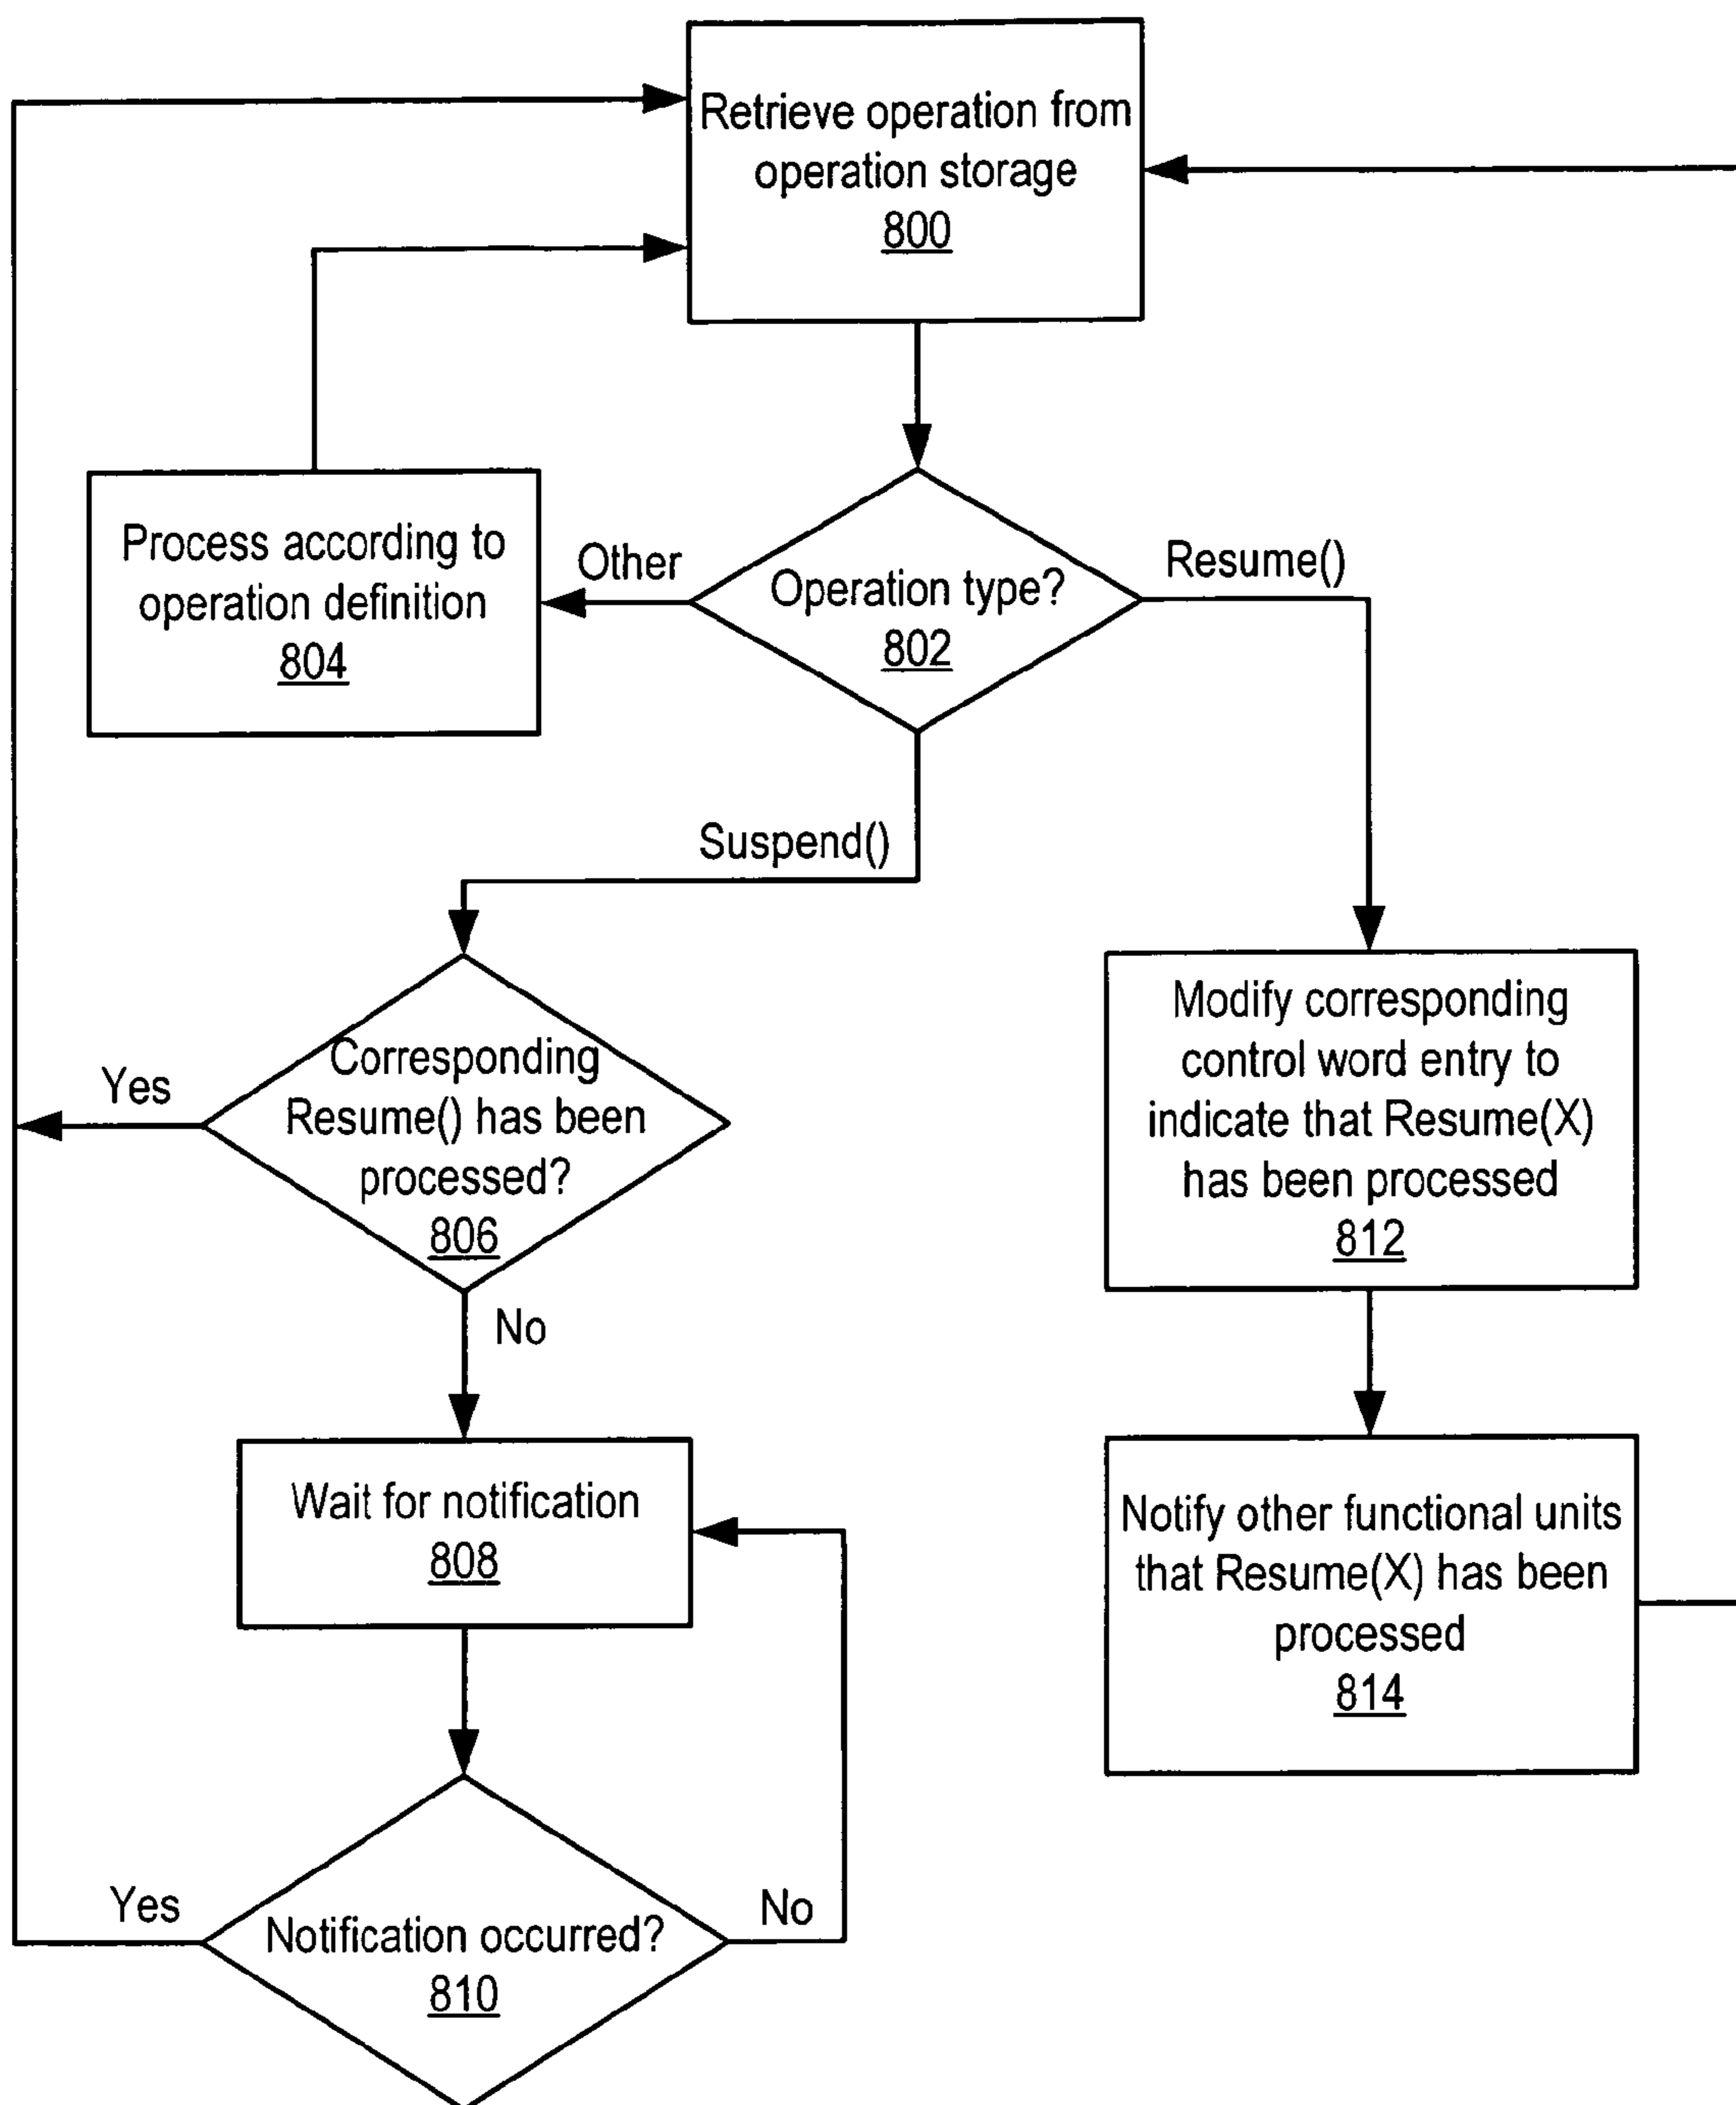 Retrieve operation from
operation storage
800
Process according to
operation definition
804
Other
Operation type?
802
Resume()
Suspend()
Corresponding
Resume() has been
processed?
806
Yes
No
Modify corresponding
control word entry to
indicate that Resume(X)
has been processed
812
Wait for notification
808
Notify other functional units
that Resume(X) has been
processed
814
Yes
Notification occurred?
810
No